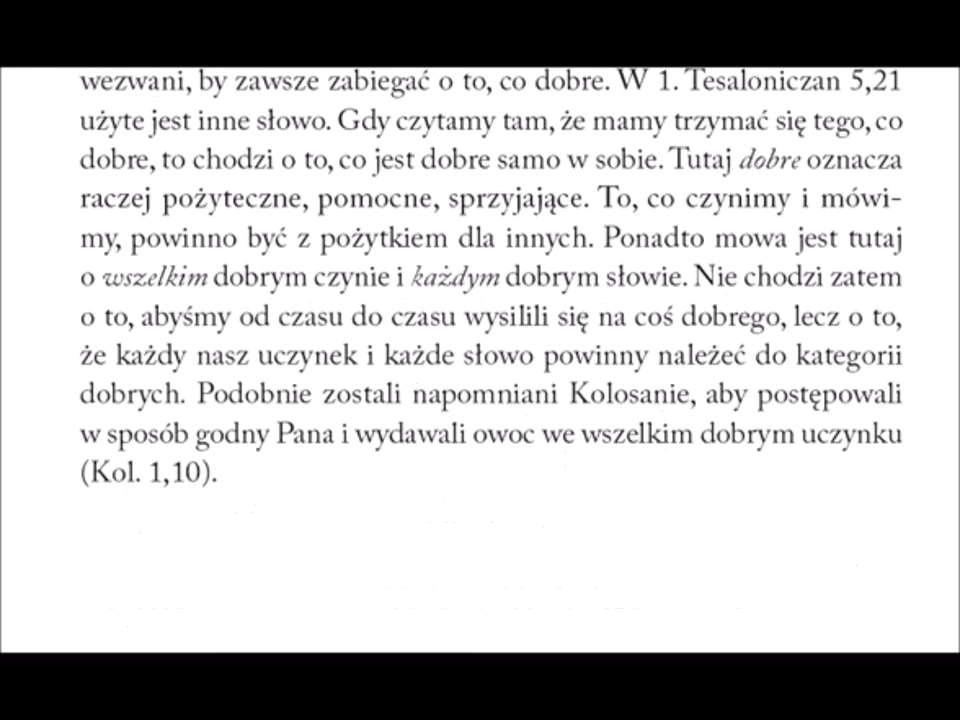 wezwani, by zawsze zabiegać o to, co dobre. W 1. Tesaloniczan 5,21
użyte jest inne słowo. Gdy czytamy tam, że mamy trzymać się tego, co
dobre, to chodzi o to, co jest dobre samo w sobie. Tutaj dobre oznacza
raczej pożyteczne, pomocne, sprzyjające. To, co czynimy i mówi-
my, powinno być z pożytkiem dla innych. Ponadto mowa jest tutaj
o wszelkim dobrym czynie i każdym dobrym słowie. Nie chodzi zatem
o to, abyśmy od czasu do czasu wysilili się na coś dobrego, lecz o to,
że każdy nasz uczynek i każde słowo powinny należeć do kategorii
dobrych. Podobnie zostali napomniani Kolosanie, aby postępowali
w sposób godny Pana i wydawali owoc we wszelkim dobrym uczynku
(Kol. 1,10).